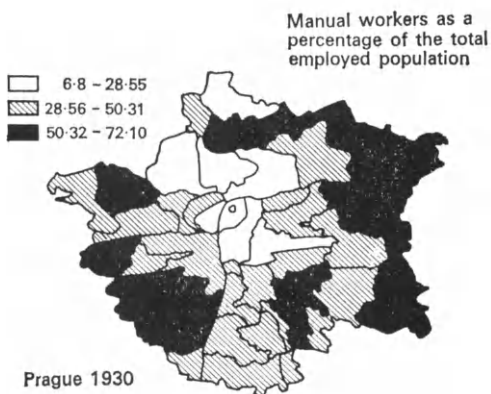 Manual workers as a
percentage of the total
employed population
6·8 – 28·55
28·56 – 50·31
50·32 – 72·10
Prague 1930